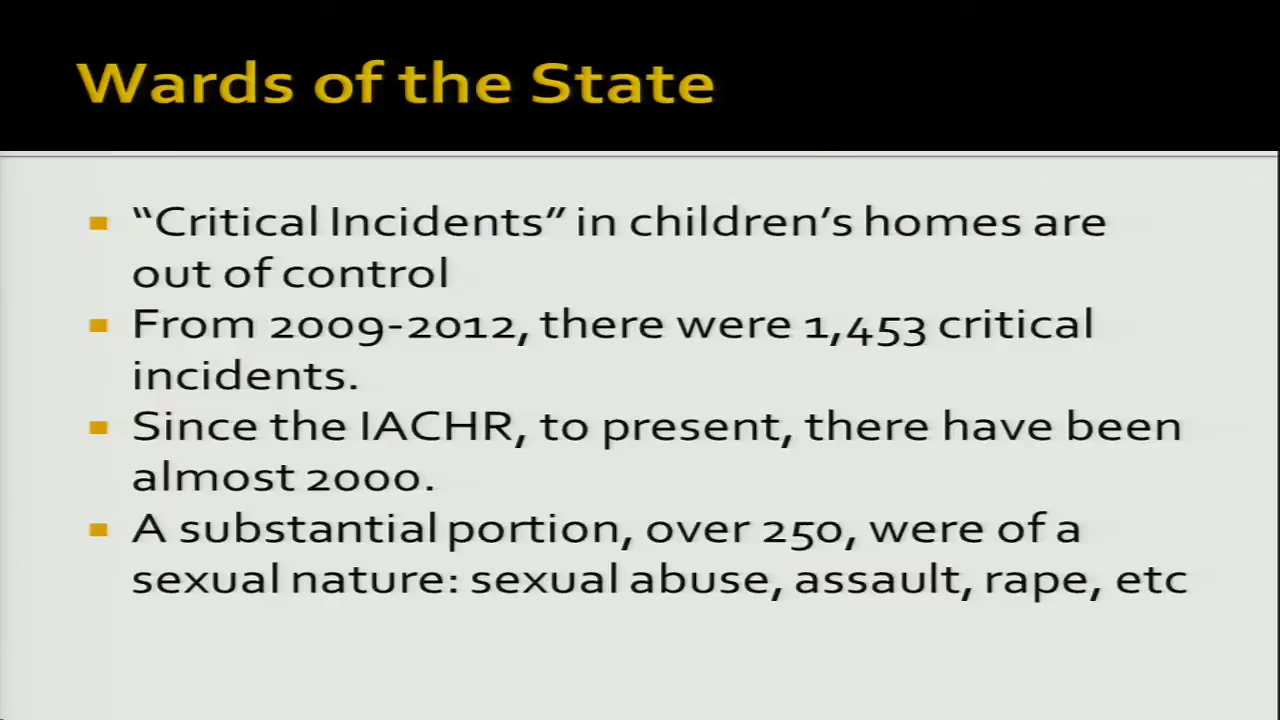 Wards of the State
“Critical Incidents” in children’s homes are
out of control
From 2009-2012, there were 1,453 critical
incidents.
Since the IACHR, to present, there have been
almost 2000.
A substantial portion, over 250, were of a
sexual nature: sexual abuse, assault, rape, etc